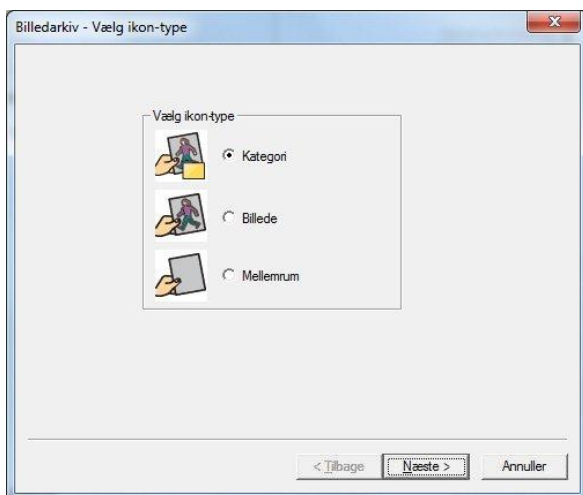 Billedarkiv - Vælg ikon-type
Vælg ikon-type
Kategori
Billede
Mellemrum
< Tilbage
Næste >
Annuller